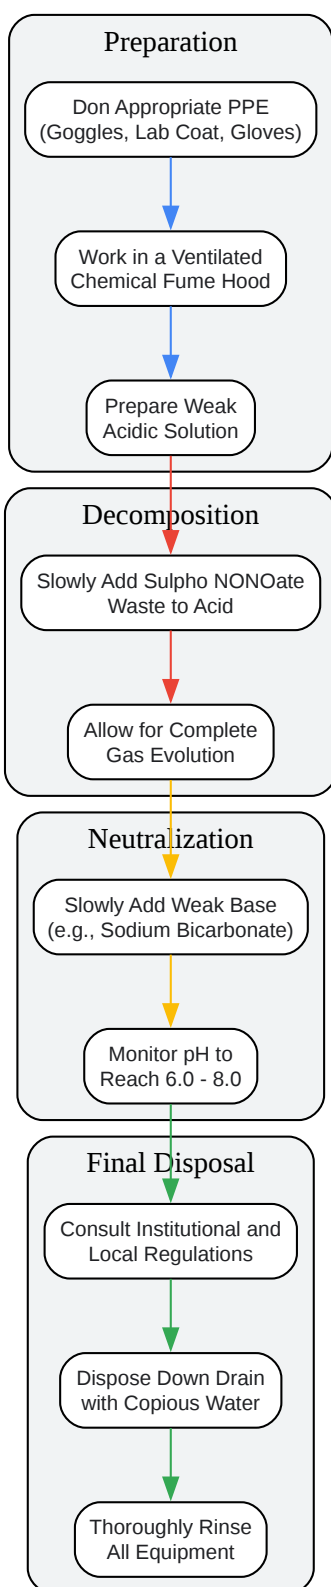 Preparation
Don Appropriate PPE
(Goggles, Lab Coat, Gloves)
Work in a Ventilated
Chemical Fume Hood
Prepare Weak
Acidic Solution
Decomposition
Slowly Add Sulpho NONOate
Waste to Acid
Allow for Complete
Gas Evolution
Neutralization
Slowly Add Weak Base
(e.g., Sodium Bicarbonate)
Monitor pH to
Reach 6.0 - 8.0
Final Disposal
Consult Institutional and
Local Regulations
Dispose Down Drain
with Copious Water
Thoroughly Rinse
All Equipment